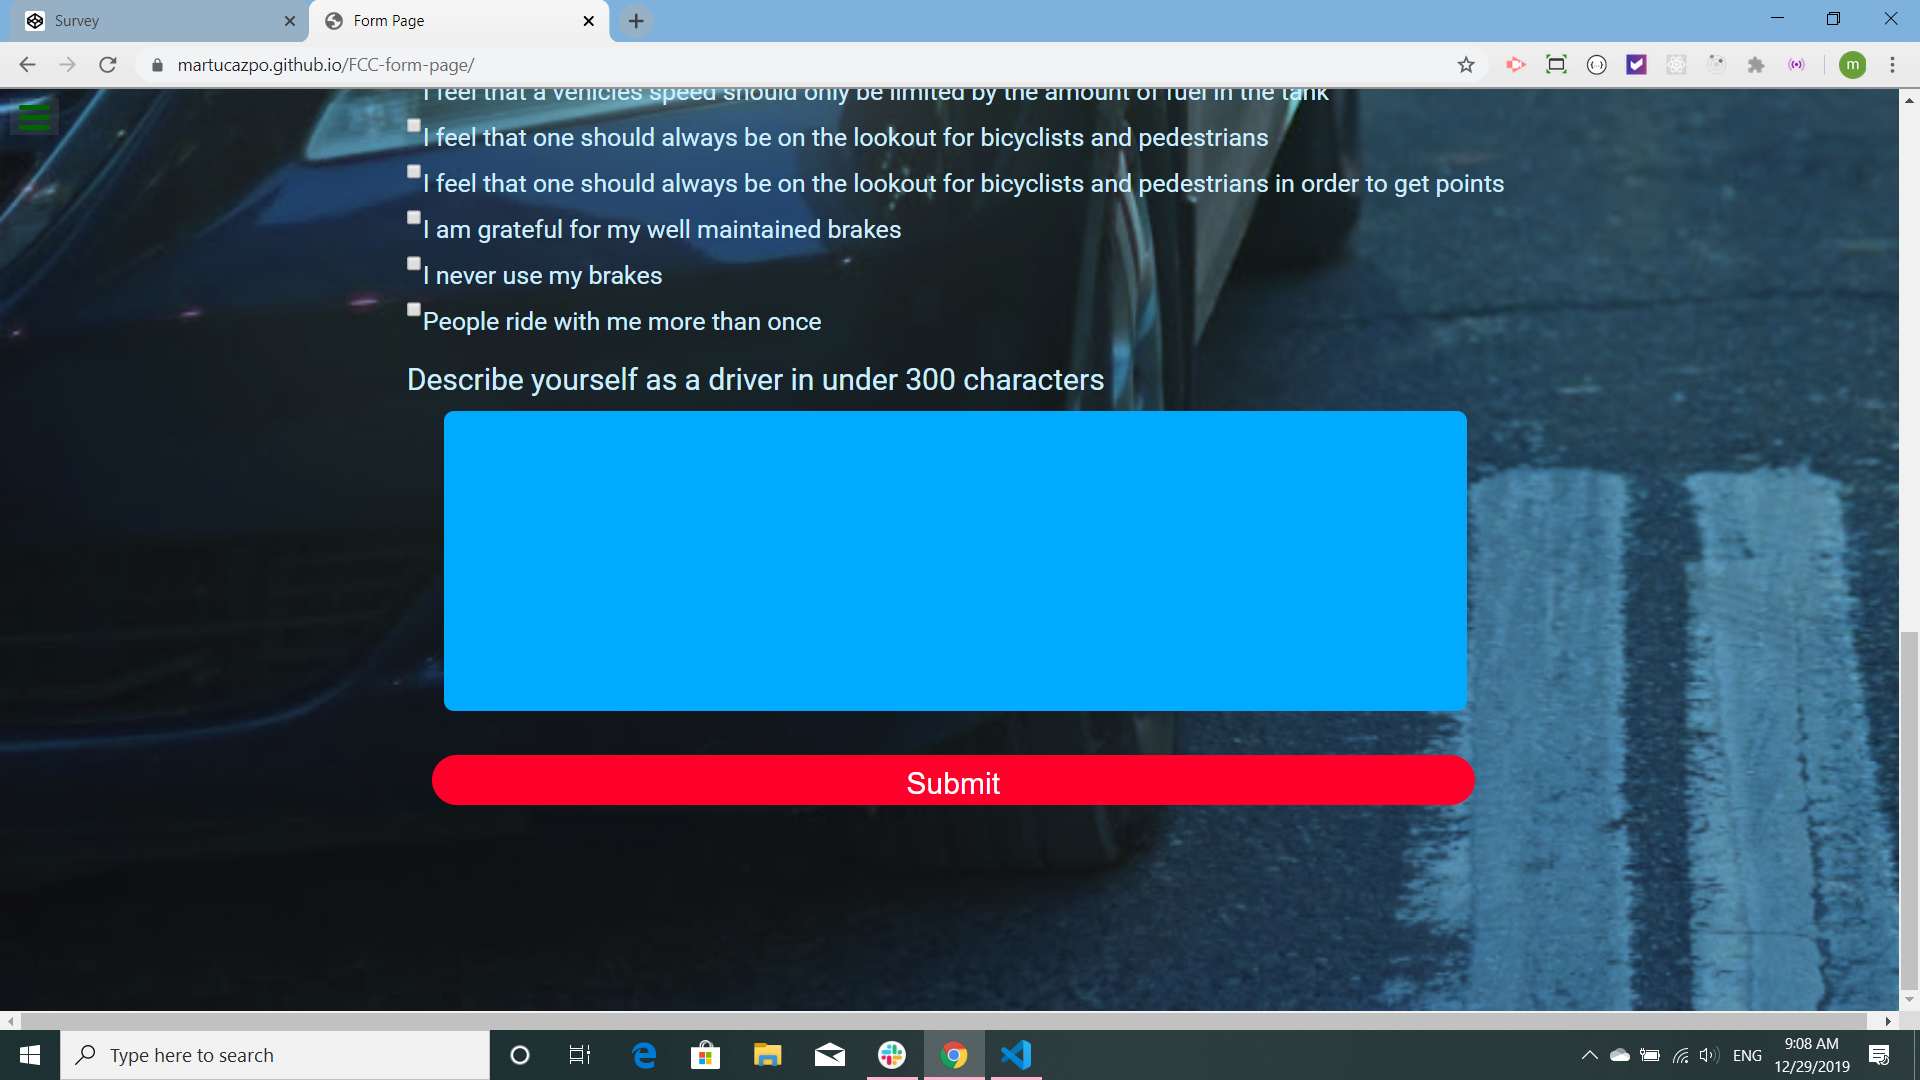 Survey
Form Page
martucazpo.github.io/FCC-form-page/
m
I feel that a vehicles speed should only be limited by the amount of fuel in the tank
I feel that one should always be on the lookout for bicyclists and pedestrians
I feel that one should always be on the lookout for bicyclists and pedestrians in order to get points
I am grateful for my well maintained brakes
I never use my brakes
People ride with me more than once
Describe yourself as a driver in under 300 characters
Submit
Type here to search
ENG
9:08 AM
12/29/2019